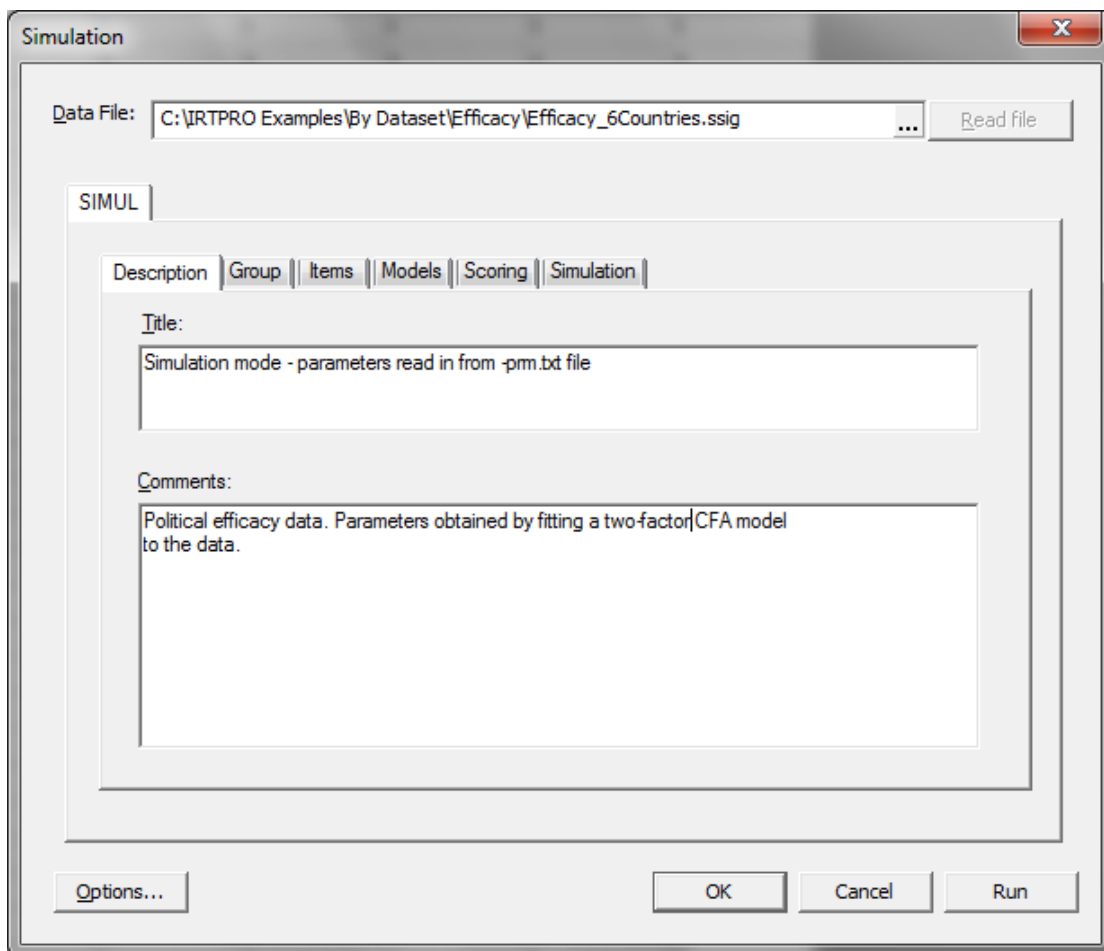 Simulation
X
Data File: C:\IRTPRO Examples\By Dataset\Efficacy\Efficacy_6Countries.ssig ... Read file
SIMUL
Description Group Items Models Scoring Simulation
Title:
Simulation mode - parameters read in from -prm.txt file
Comments:
Political efficacy data. Parameters obtained by fitting a two-factor CFA model
to the data.
Options... OK Cancel Run